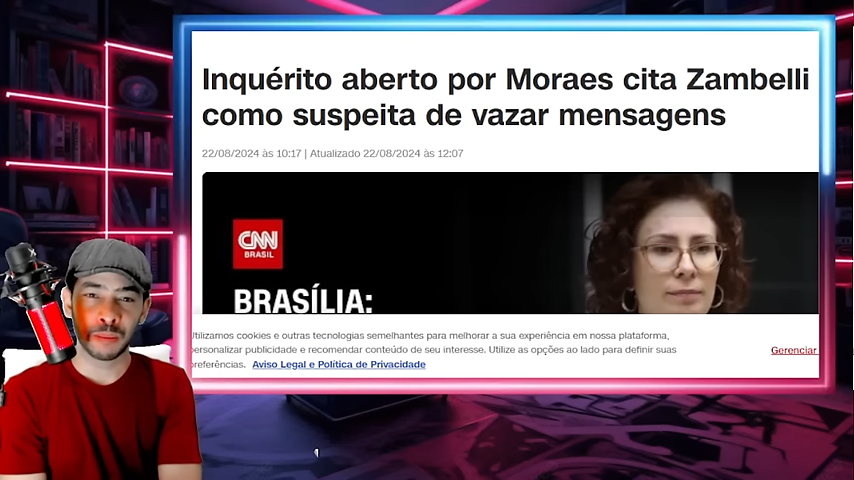 Inquérito aberto por Moraes cita Zambelli
como suspeita de vazar mensagens
22/08/2024 às 10:17 | Atualizado 22/08/2024 às 12:07
CNN
BRASIL
BRASÍLIA:
Utilizamos cookies e outras tecnologias semelhantes para melhorar a sua experiência em nossa plataforma,
personalizar publicidade e recomendar conteúdo de seu interesse. Utilize as opções ao lado para definir suas
preferências. Aviso Legal e Política de Privacidade
Gerenciar